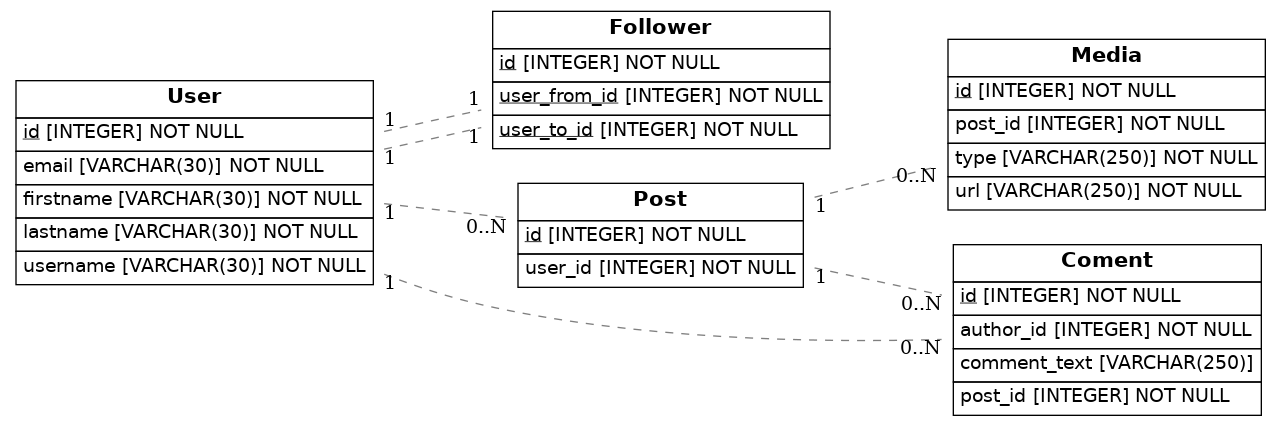 User
id [INTEGER] NOT NULL
email [VARCHAR(30)] NOT NULL
firstname [VARCHAR(30)] NOT NULL
lastname [VARCHAR(30)] NOT NULL
username [VARCHAR(30)] NOT NULL
1
1
1
1
Follower
id [INTEGER] NOT NULL
user_from_id [INTEGER] NOT NULL
user_to_id [INTEGER] NOT NULL
1
1
0..N
Post
id [INTEGER] NOT NULL
user_id [INTEGER] NOT NULL
1
1
Media
id [INTEGER] NOT NULL
post_id [INTEGER] NOT NULL
type [VARCHAR(250)] NOT NULL
url [VARCHAR(250)] NOT NULL
0..N
Coment
id [INTEGER] NOT NULL
author_id [INTEGER] NOT NULL
comment_text [VARCHAR(250)]
post_id [INTEGER] NOT NULL
0..N
0..N